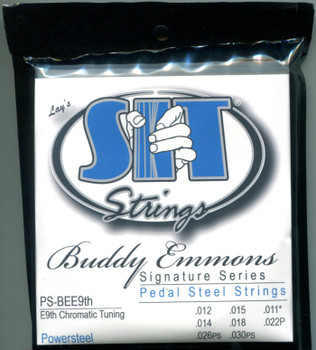 Lay's
SIT
Strings
Buddy Emmons
Signature Series
Pedal Steel Strings
PS-BEE9th
E9th Chromatic Tuning
Powersteel
.012 .015 .011*
.014 .018 .022P
.026PS .030PS